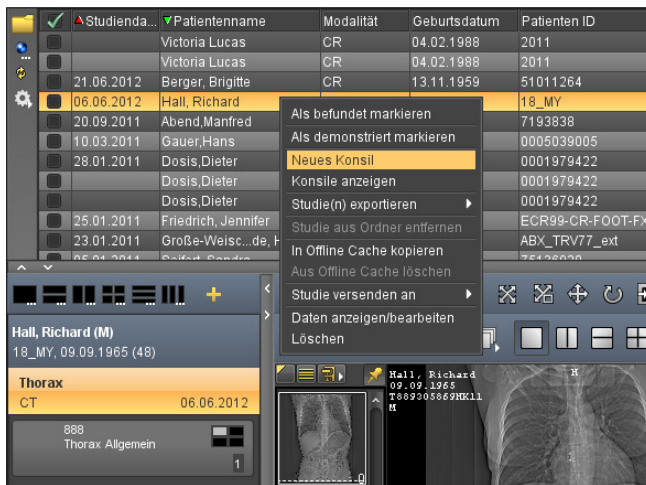 Studienda... Patientenname Modalität Geburtsdatum Patienten ID
Victoria Lucas CR 04.02.1988 2011
Victoria Lucas CR 04.02.1988 2011
21.06.2012 Berger, Brigitte CR 13.11.1959 51011264
06.06.2012 Hall, Richard 18_MY
20.09.2011 Abend,Manfred 7193838
10.03.2011 Gauer,Hans 0005039005
28.01.2011 Dosis,Dieter 0001979422
Dosis,Dieter 0001979422
Dosis,Dieter 0001979422
25.01.2011 Friedrich, Jennifer ECR99-CR-FOOT-FX
23.01.2011 Große-Weisc...de, H ABX_TRV77_ext
Als befundet markieren
Als demonstriert markieren
Neues Konsil
Konsile anzeigen
Studie(n) exportieren
Studie aus Ordner entfernen
In Offline Cache kopieren
Aus Offline Cache löschen
Studie versenden an
Daten anzeigen/bearbeiten
Löschen
Hall, Richard (M)
18_MY, 09.09.1965 (48)
Thorax
CT 06.06.2012
888
Thorax Allgemein
1
Hall, Richard
09.09.1965
T889305869HK11
M
H